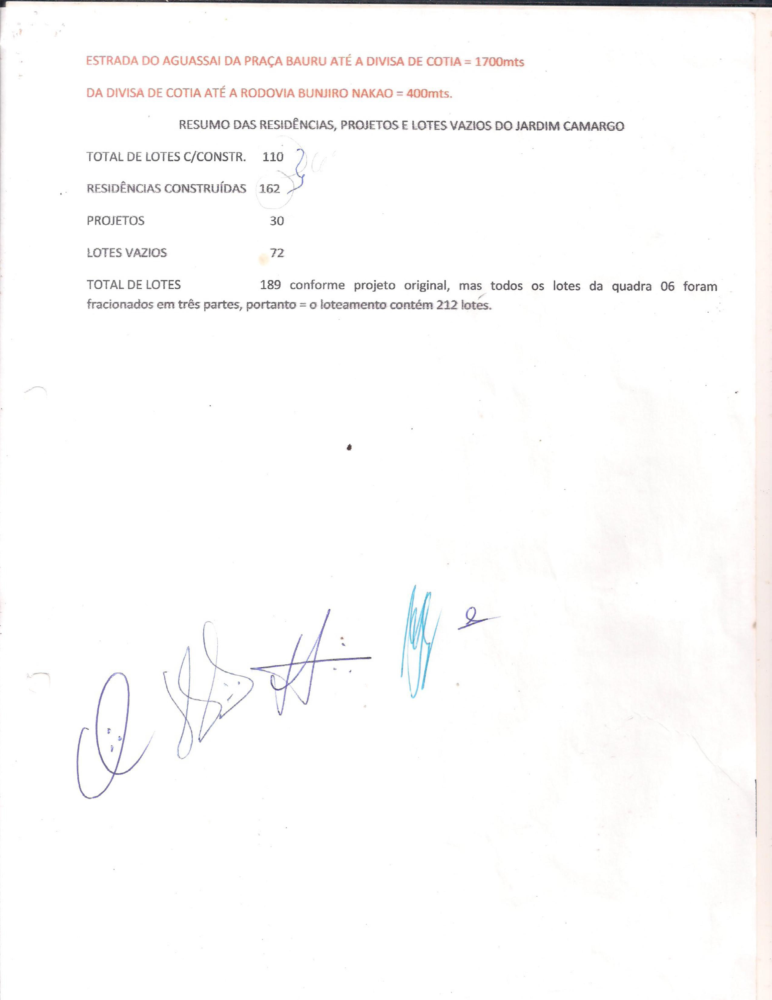 ESTRADA DO AGUASSAI DA PRAÇA BAURU ATÉ A DIVISA DE COTIA = 1700mts
DA DIVISA DE COTIA ATÉ A RODOVIA BUNJIRO NAKAO = 400mts.
RESUMO DAS RESIDÊNCIAS, PROJETOS E LOTES VAZIOS DO JARDIM CAMARGO
TOTAL DE LOTES C/CONSTR. 110
RESIDÊNCIAS CONSTRUÍDAS 162
PROJETOS 30
LOTES VAZIOS 72
TOTAL DE LOTES 189 conforme projeto original, mas todos os lotes da quadra 06 foram
fracionados em três partes, portanto = o loteamento contém 212 lotes.